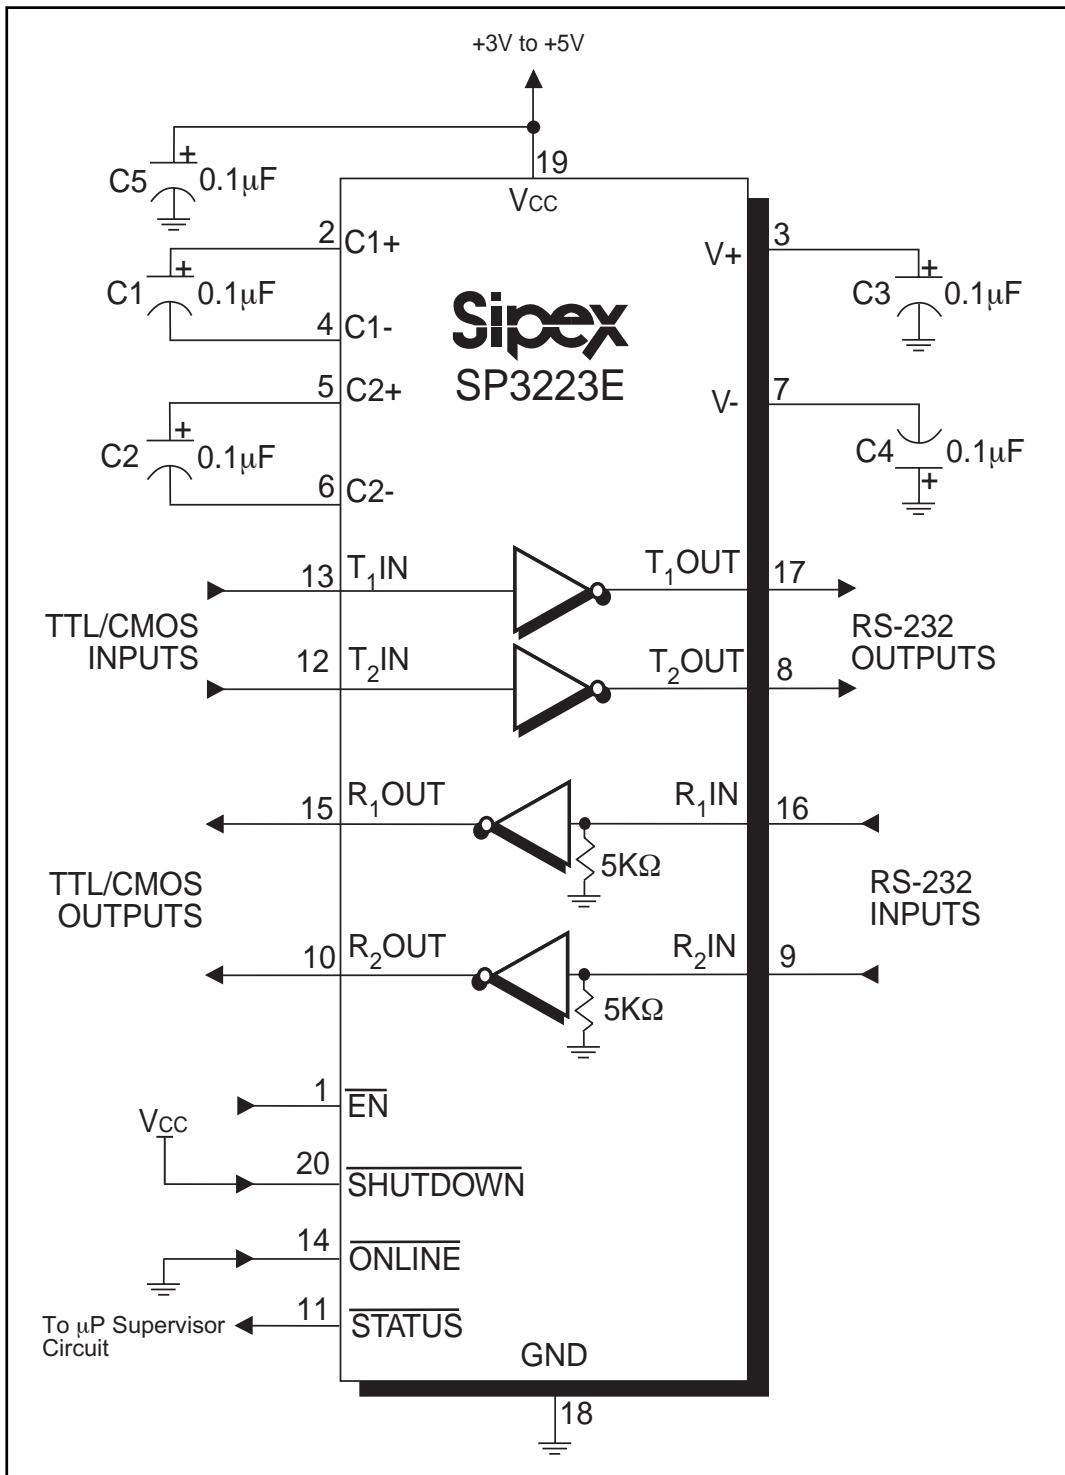 +3V to +5V
19
VCC
C5
+
0.1μF
2
C1+
C1
+
0.1μF
4
C1-
5
C2+
C2
+
0.1μF
6
C2-
Sipex
SP3223E
3
V+
C3
+
0.1μF
7
V-
C4
0.1μF
+
13
T1IN
T1OUT
17
TTL/CMOS
INPUTS
RS-232
OUTPUTS
12
T2IN
T2OUT
8
15
R1OUT
R1IN
16
5KΩ
TTL/CMOS
OUTPUTS
RS-232
INPUTS
10
R2OUT
R2IN
9
5KΩ
1
EN
VCC
20
SHUTDOWN
14
ONLINE
11
STATUS
To μP Supervisor
Circuit
GND
18